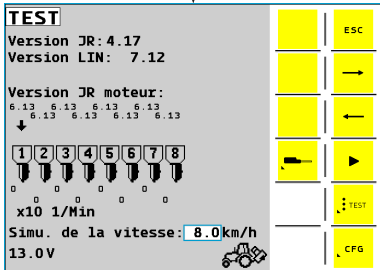 TEST
ESC
Version JR:4.17
Version LIN: 7.12
Version JR moteur:
6.13 6.13 6.13 6.13
6.13 6.13 6.13 6.13
1 2 3 4 5 6 7 8
0 0 0 0
0 0 0 0
x10 1/Min
TEST
Simu. de la vitesse: 8.0 km/h
13.0V
CFG